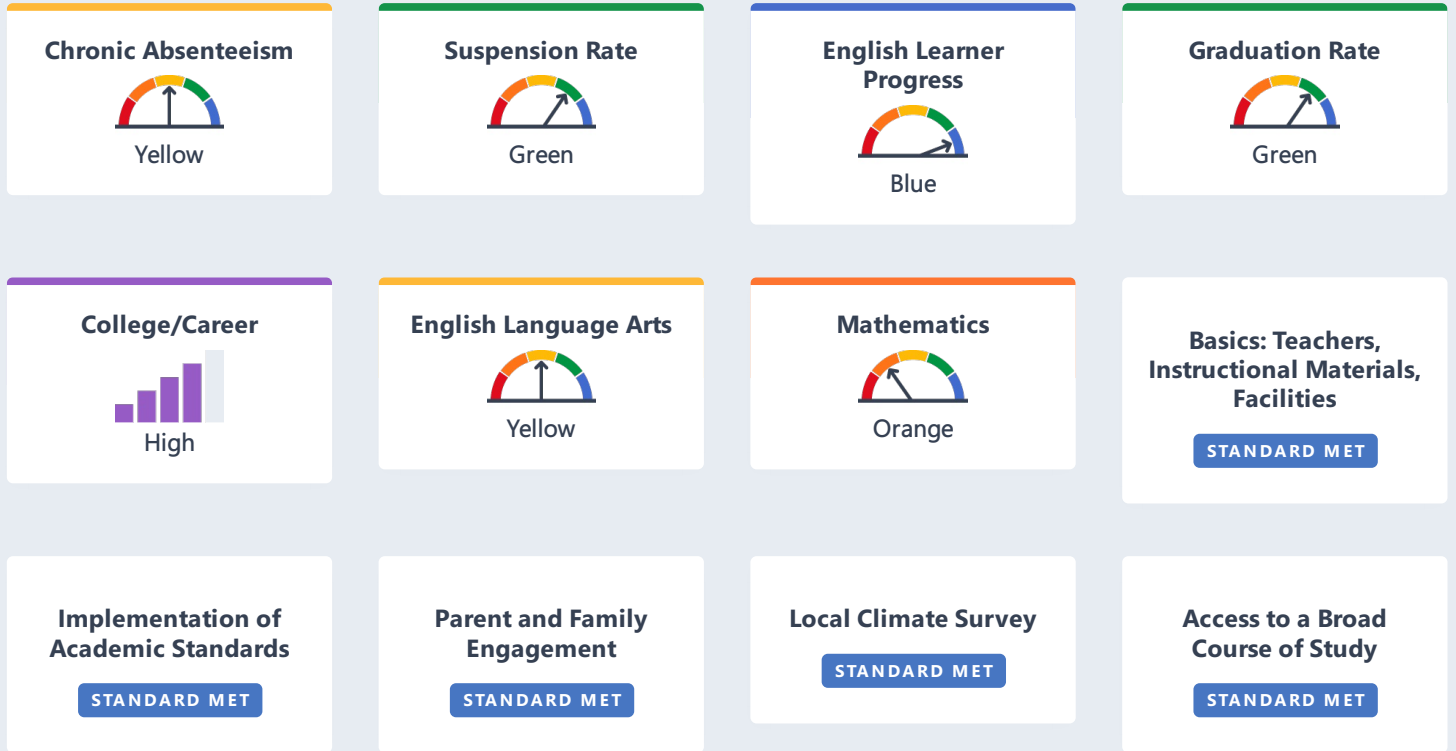 Chronic Absenteeism
Yellow
Suspension Rate
Green
English Learner
Progress
Blue
Graduation Rate
Green
College/Career
High
English Language Arts
Yellow
Mathematics
Orange
Basics: Teachers,
Instructional Materials,
Facilities
STANDARD MET
Implementation of
Academic Standards
STANDARD MET
Parent and Family
Engagement
STANDARD MET
Local Climate Survey
STANDARD MET
Access to a Broad
Course of Study
STANDARD MET